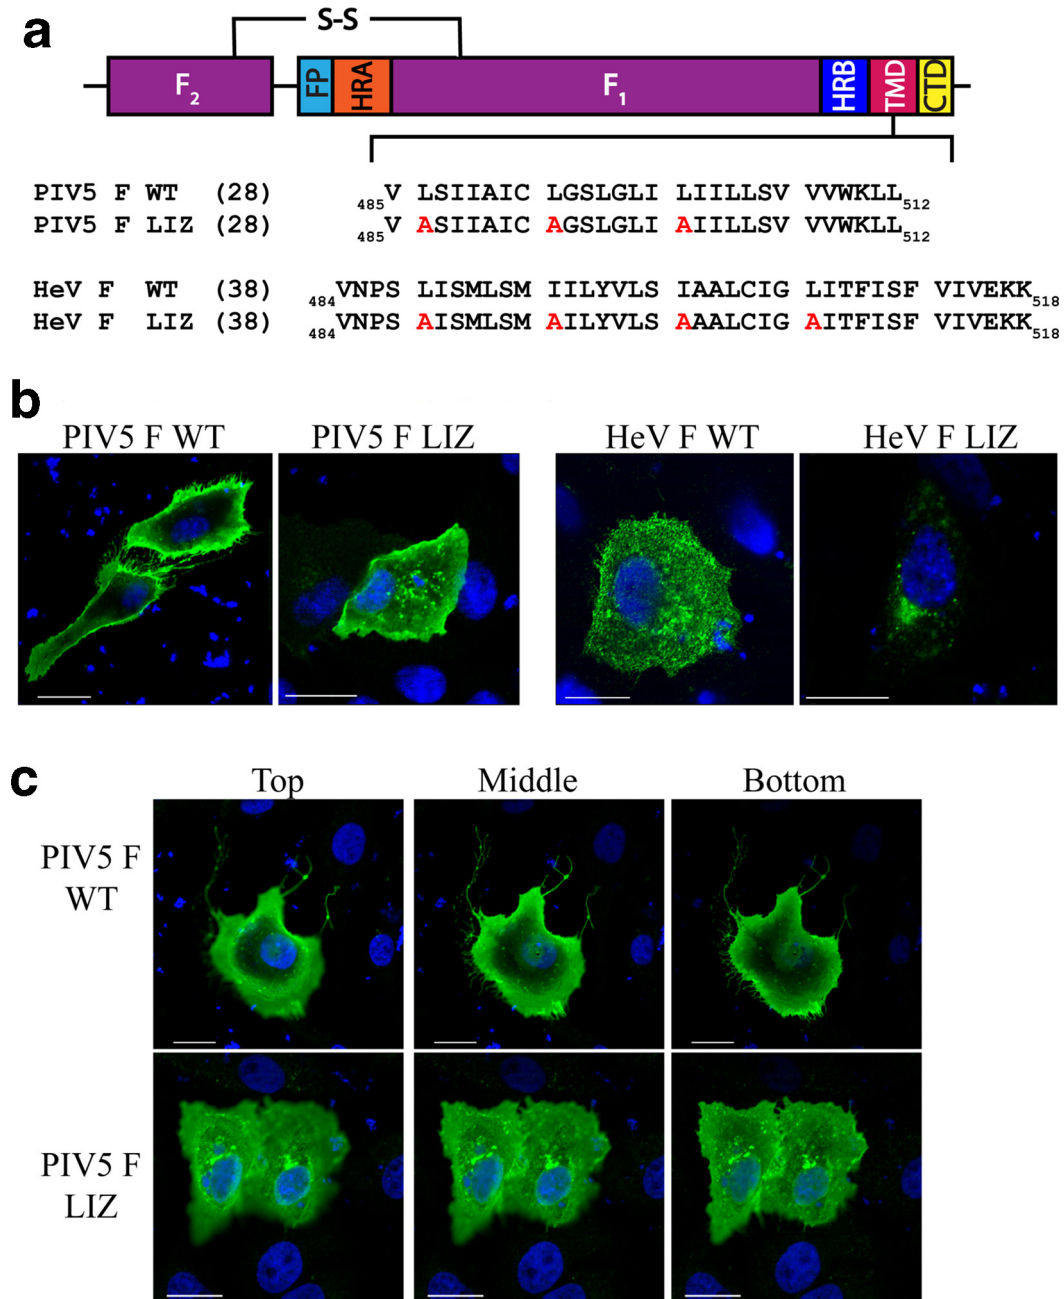 a
S-S
F2 FP HRA F1 HRB TMD CTD
PIV5 F WT (28) 485V LSIIAIC LGSLGLI LIILLSV VVWKLL512
PIV5 F LIZ (28) 485V ASIIAIC AGSLGLI AIILLSV VVWKLL512
HeV F WT (38) 484VNPS LISMLSM IILYVLS IAALCIG LITFISF VIVEKK518
HeV F LIZ (38) 484VNPS AISMLSM AILYVLS AAALCIG AITFISF VIVEKK518
b
PIV5 F WT PIV5 F LIZ HeV F WT HeV F LIZ
c
Top Middle Bottom
PIV5 F
WT
PIV5 F
LIZ